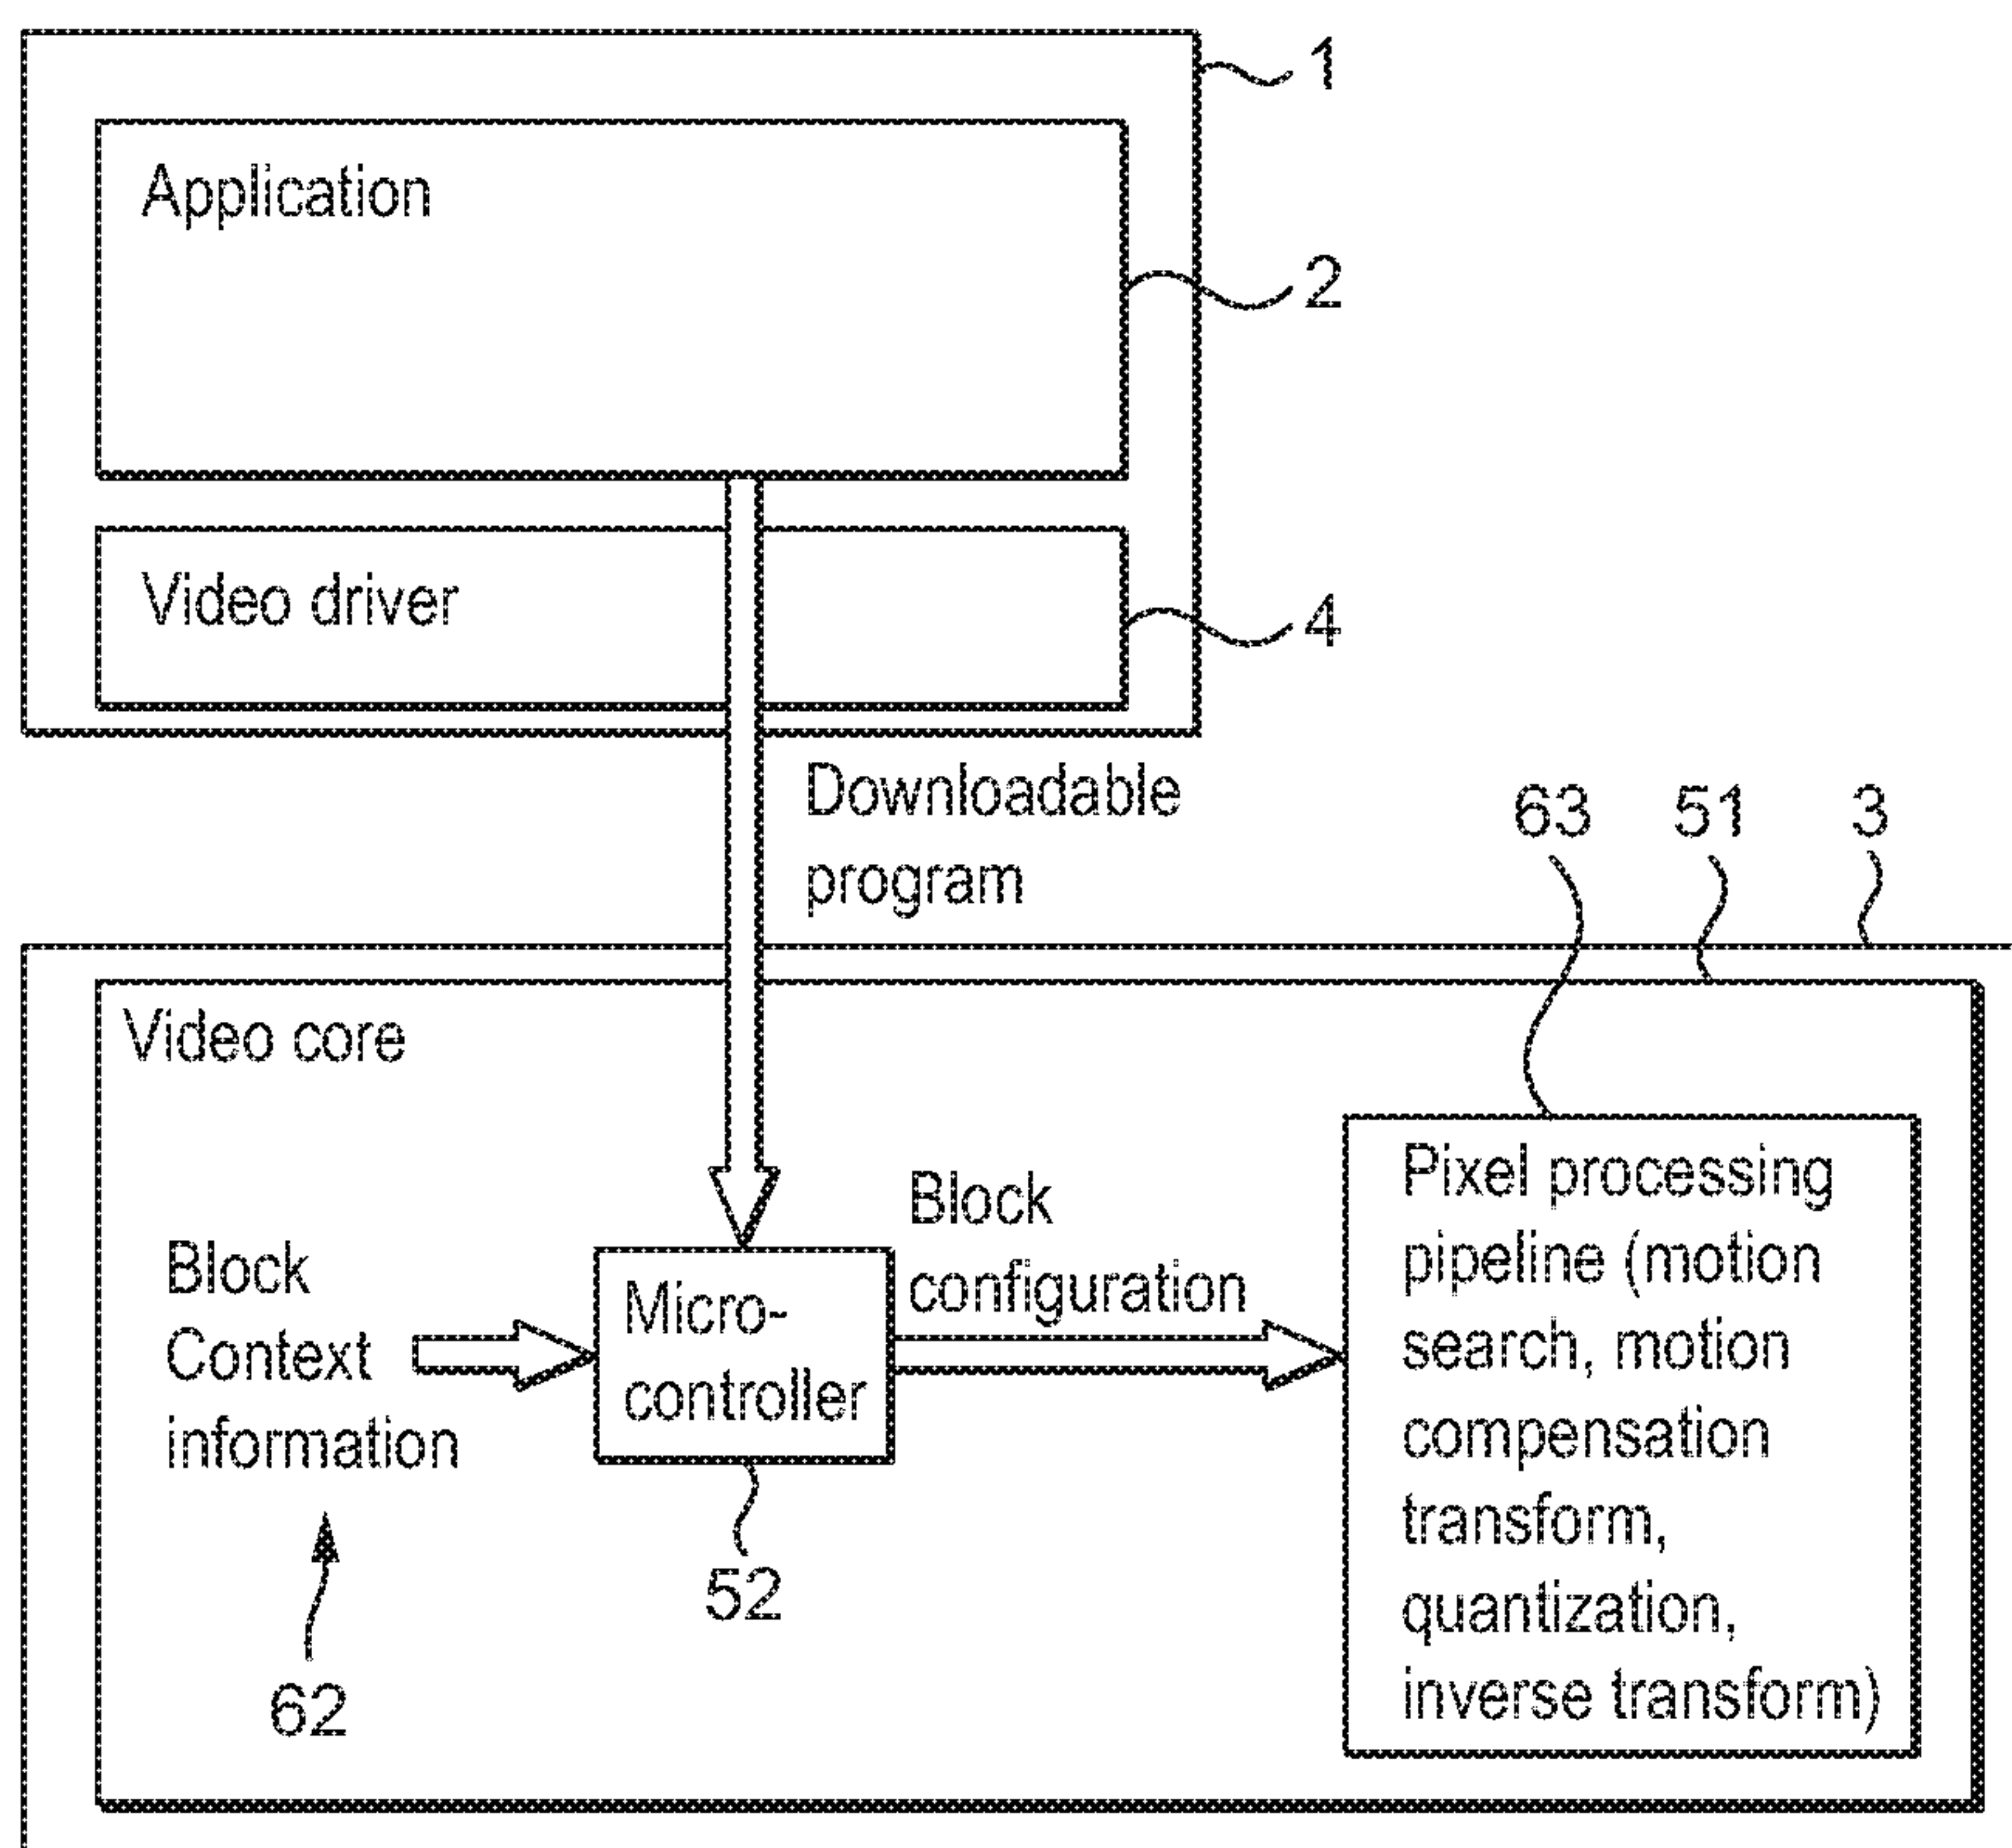 1
Application
2
Video driver
4
Downloadable
program
63 51 3
Video core
Block
Context
information
62
Micro-
controller
52
Block
configuration
Pixel processing
pipeline (motion
search, motion
compensation
transform,
quantization,
inverse transform)